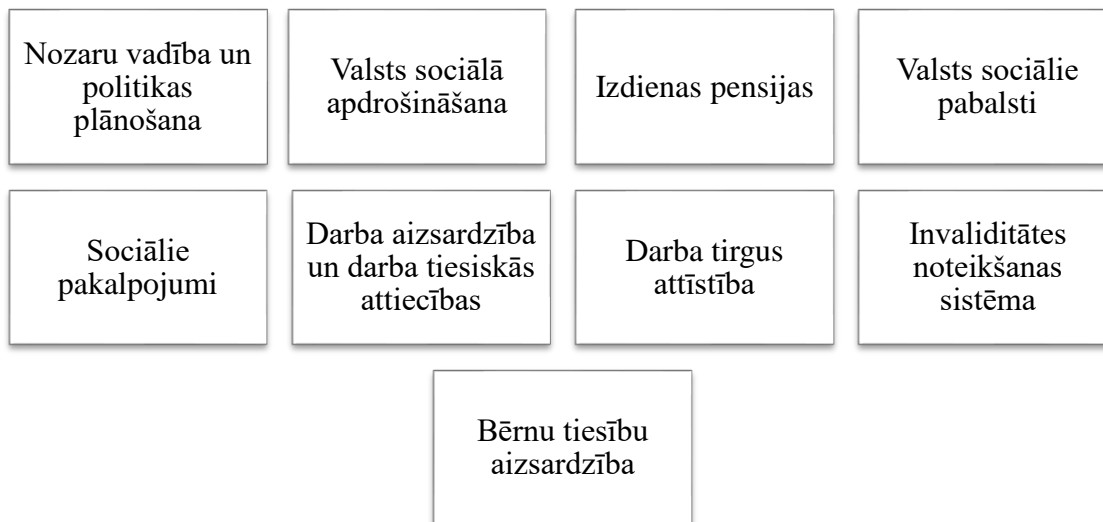 Nozaru vadība un
politikas
plānošana
Valsts sociālā
apdrošināšana
Izdienas pensijas
Valsts sociālie
pabalsti
Sociālie
pakalpojumi
Darba aizsardzība
un darba tiesiskās
attiecības
Darba tirgus
attīstība
Invaliditātes
noteikšanas
sistēma
Bērnu tiesību
aizsardzība